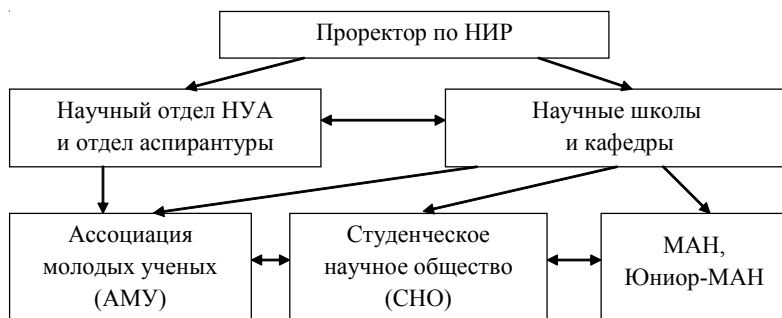 Проректор по НИР
Научный отдел НУА
и отдел аспирантуры
Научные школы
и кафедры
Ассоциация
молодых ученых
(АМУ)
Студенческое
научное общество
(СНО)
МАН,
Юниор-МАН